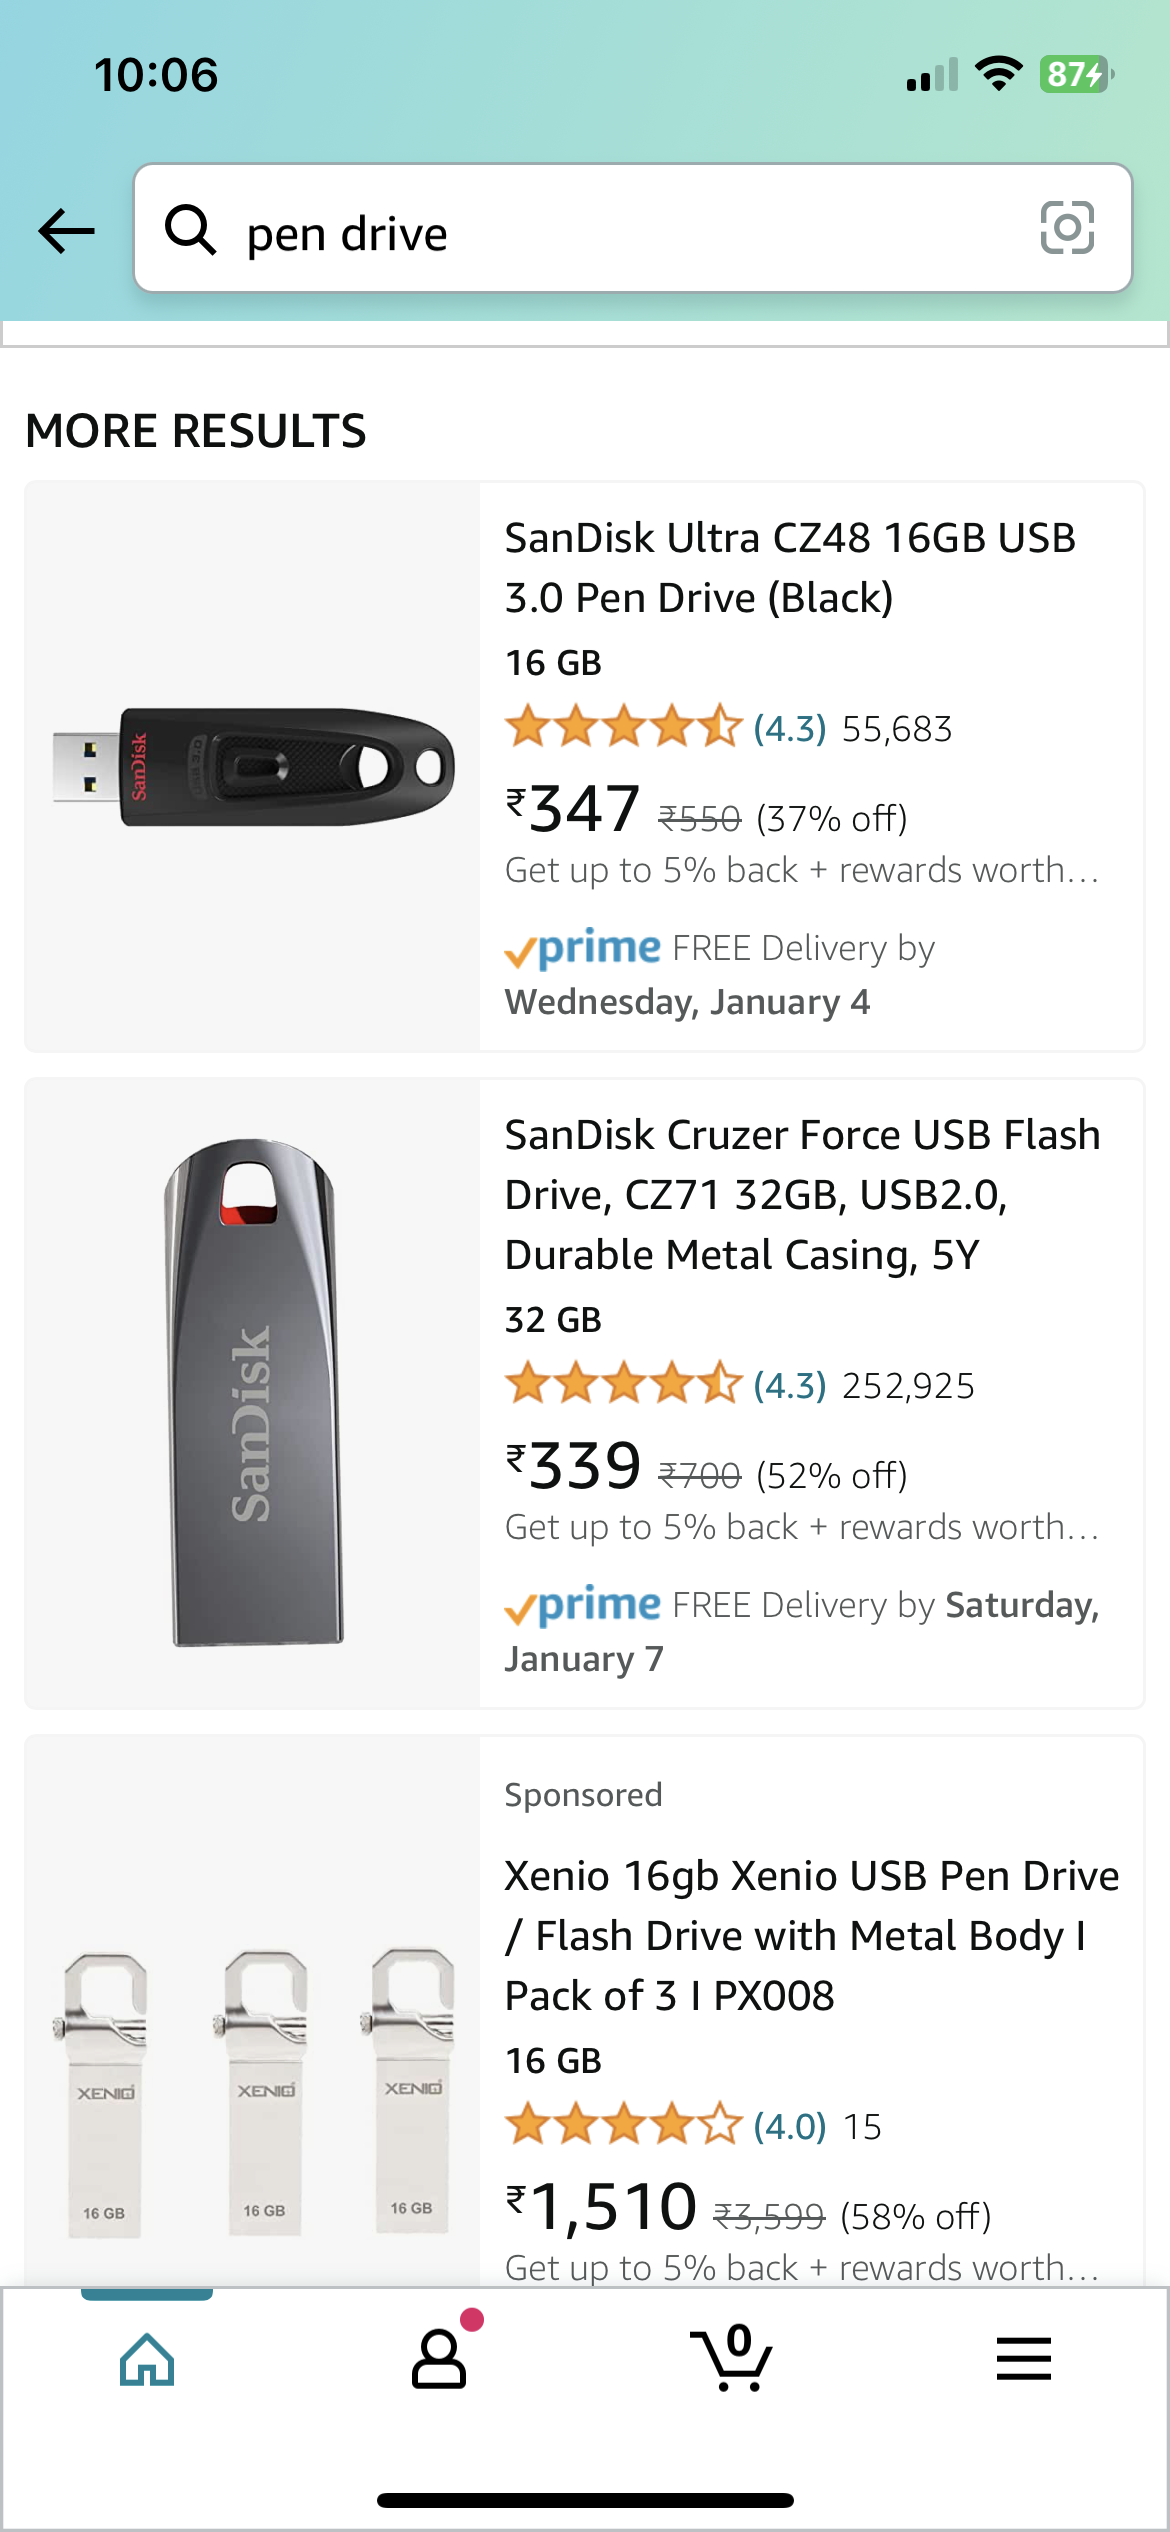 10:06
87
pen drive
MORE RESULTS
SanDisk
USB 3.0
SanDisk Ultra CZ48 16GB USB
3.0 Pen Drive (Black)
16 GB
(4.3) 55,683
₹347 ₹550 (37% off)
Get up to 5% back + rewards worth...
prime FREE Delivery by
Wednesday, January 4
SanDisk
SanDisk Cruzer Force USB Flash
Drive, CZ71 32GB, USB2.0,
Durable Metal Casing, 5Y
32 GB
(4.3) 252,925
₹339 ₹700 (52% off)
Get up to 5% back + rewards worth...
prime FREE Delivery by Saturday,
January 7
XENIO XENIO XENIO
16 GB 16 GB 16 GB
Sponsored
Xenio 16gb Xenio USB Pen Drive
/ Flash Drive with Metal Body I
Pack of 3 I PX008
16 GB
(4.0) 15
₹1,510 ₹3,599 (58% off)
Get up to 5% back + rewards worth...
0